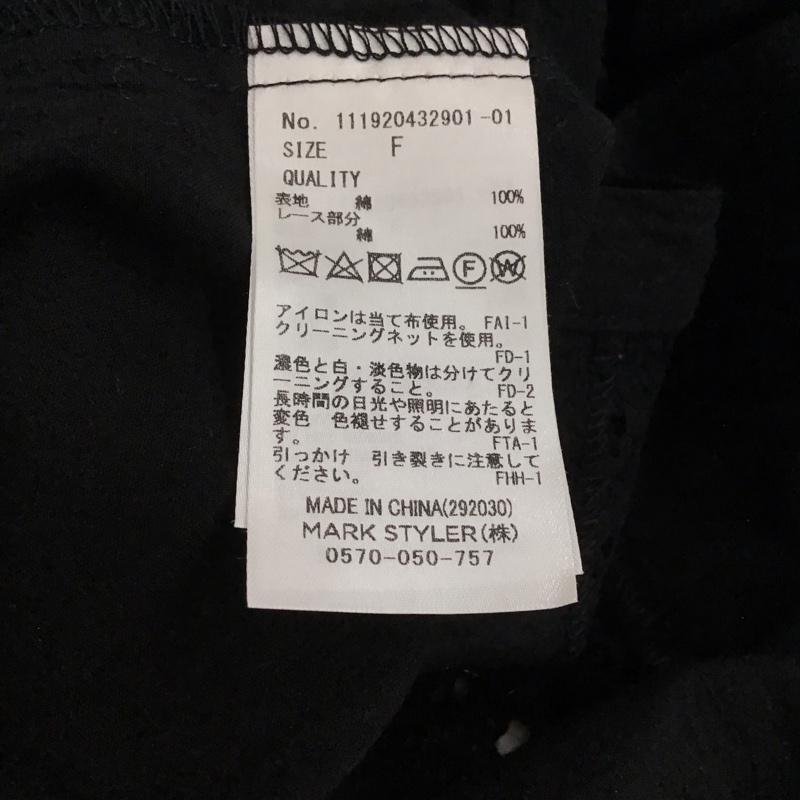 No. 111920432901-01
SIZE F
QUALITY
表地 綿 100%
レース部分
綿 100%
F W
アイロンは当て布使用。 FAI-1
クリーニングネットを使用。
FD-1
濃色と白・淡色物は分けてクリ
ーニングすること。 FD-2
長時間の日光や照明にあたると
変色 色褪せすることがありま
す。 FTA-1
引っかけ 引き裂きに注意して
ください。 FHH-1
MADE IN CHINA(292030)
MARK STYLER(株)
0570-050-757